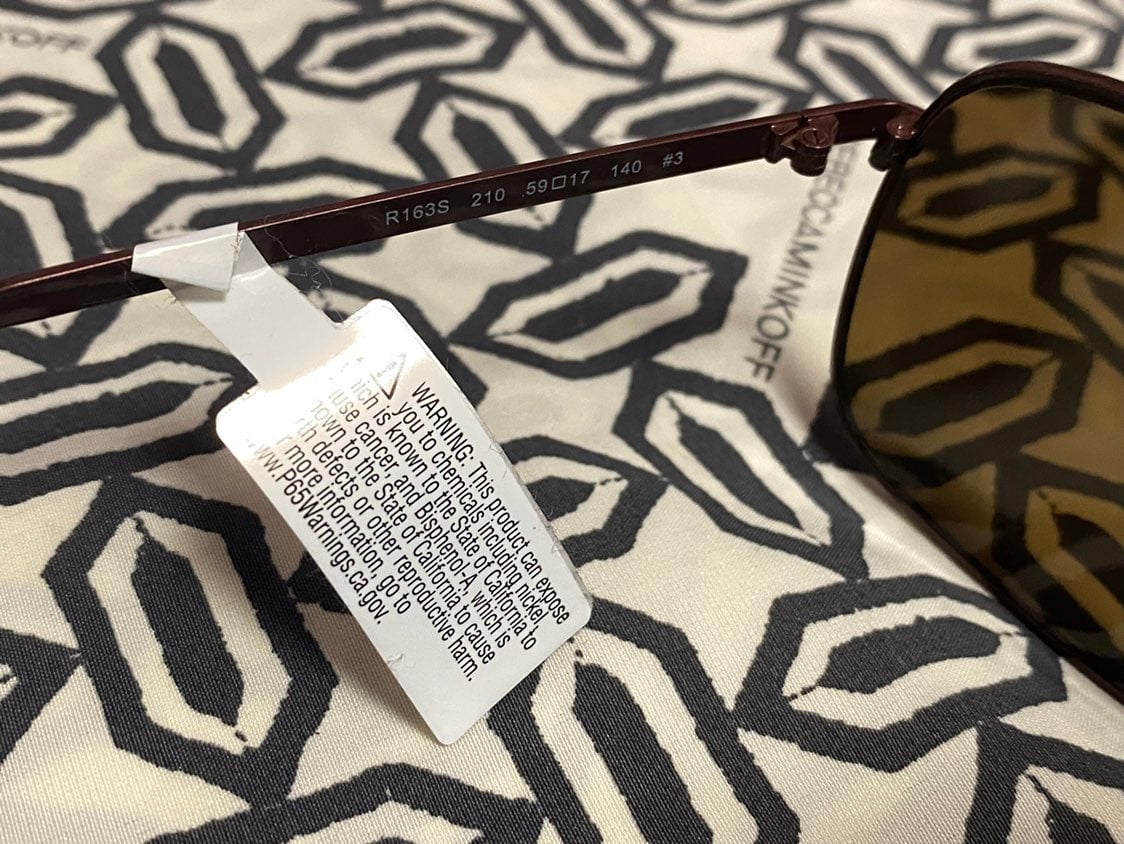 KOFF
R163S 210 59□17 140 #3
REBECCAMINKOFF
WARNING: This product can expose
you to chemicals including nickel,
which is known to the State of California to
cause cancer, and Bisphenol-A, which is
known to the State of California to cause
birth defects or other reproductive harm.
r more information, go to
www.P65Warnings.ca.gov.